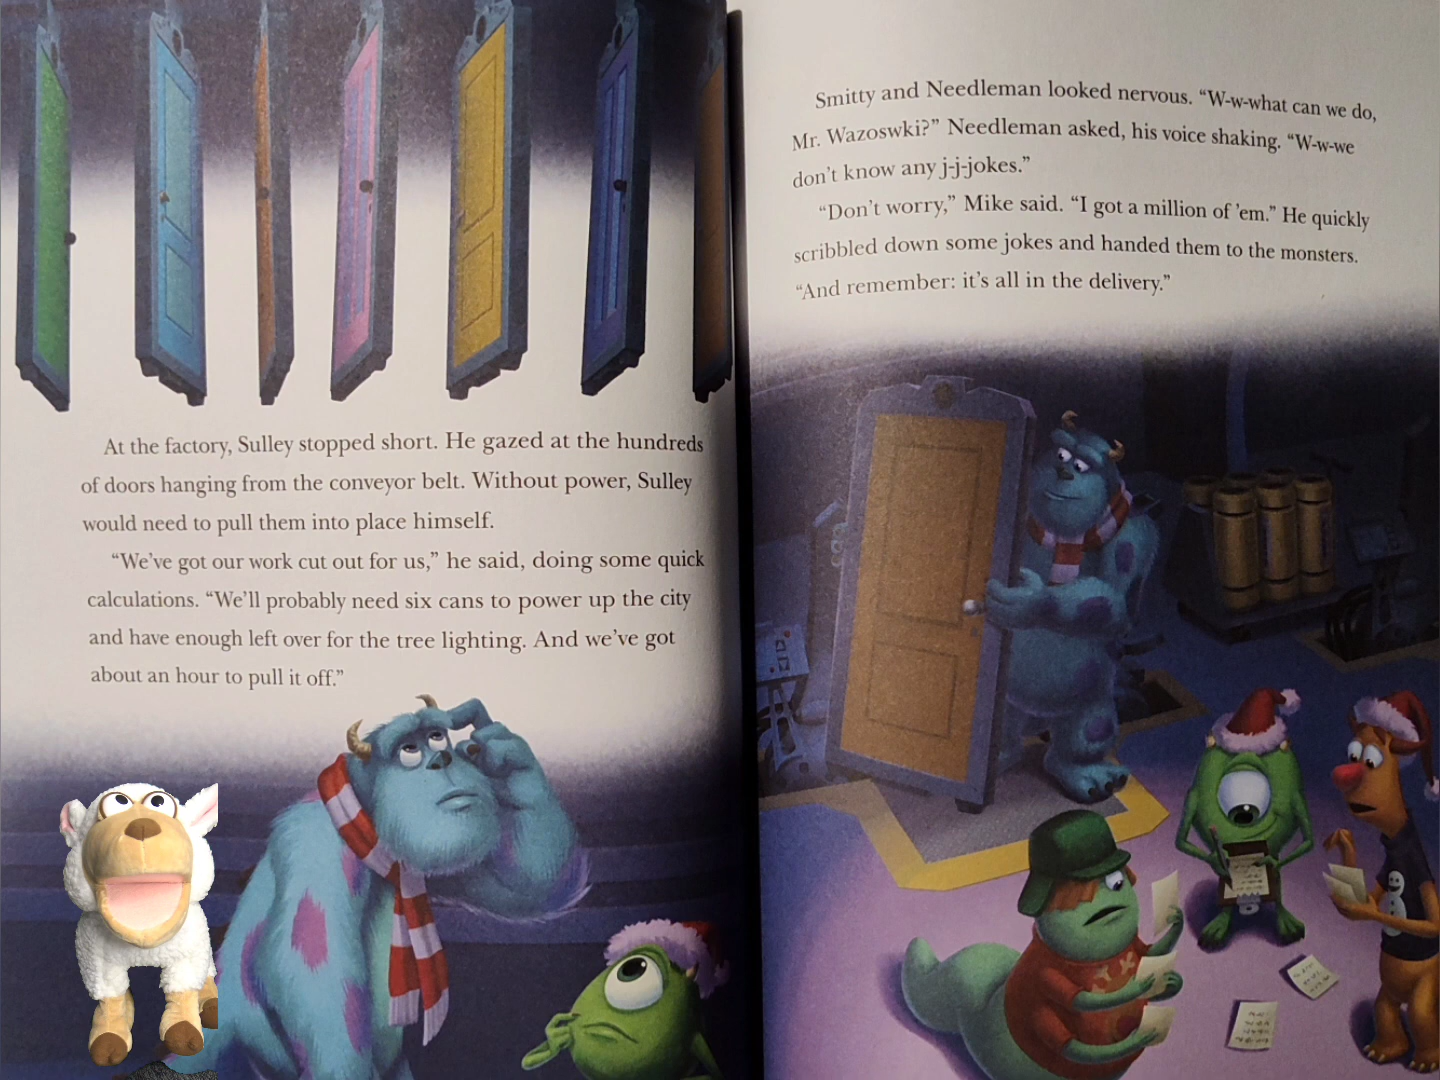 At the factory, Sulley stopped short. He gazed at the hundreds
of doors hanging from the conveyor belt. Without power, Sulley
would need to pull them into place himself.
“We’ve got our work cut out for us,” he said, doing some quick
calculations. “We’ll probably need six cans to power up the city
and have enough left over for the tree lighting. And we’ve got
about an hour to pull it off.”
Smitty and Needleman looked nervous. “W-w-what can we do,
Mr. Wazoswki?” Needleman asked, his voice shaking. “W-w-we
don’t know any j-j-jokes.”
“Don’t worry,” Mike said. “I got a million of ’em.” He quickly
scribbled down some jokes and handed them to the monsters.
“And remember: it’s all in the delivery.”